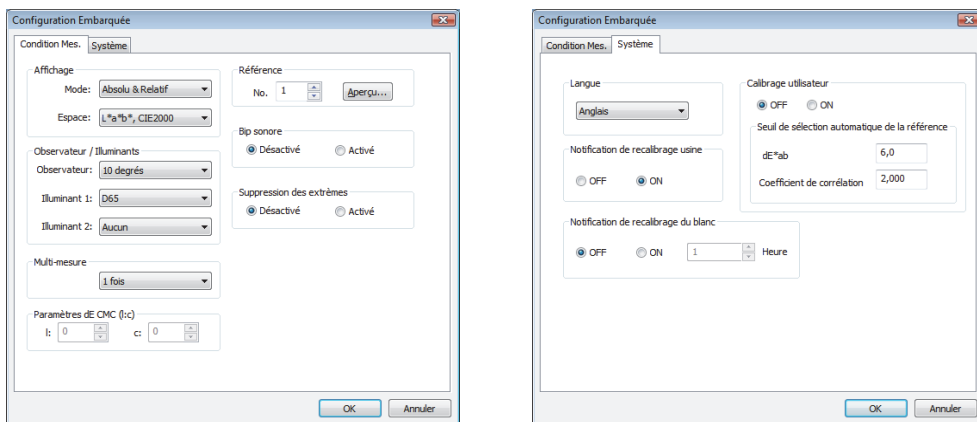 Configuration Embarquée
Condition Mes. Système
Affichage
Mode: Absolu & Relatif
Espace: L*a*b*, CIE2000
Observateur / Illuminants
Observateur: 10 degrés
Illuminant 1: D65
Illuminant 2: Aucun
Multi-mesure
1 fois
Paramètres dE CMC (l:c)
l: 0 c: 0
Référence
No. 1 Aperçu...
Bip sonore
Désactivé Activé
Suppression des extrêmes
Désactivé Activé
OK Annuler
Configuration Embarquée
Condition Mes. Système
Langue
Anglais
Notification de recalibrage usine
OFF ON
Notification de recalibrage du blanc
OFF ON 1 Heure
Calibrage utilisateur
OFF ON
Seuil de sélection automatique de la référence
dE*ab 6,0
Coefficient de corrélation 2,000
OK Annuler